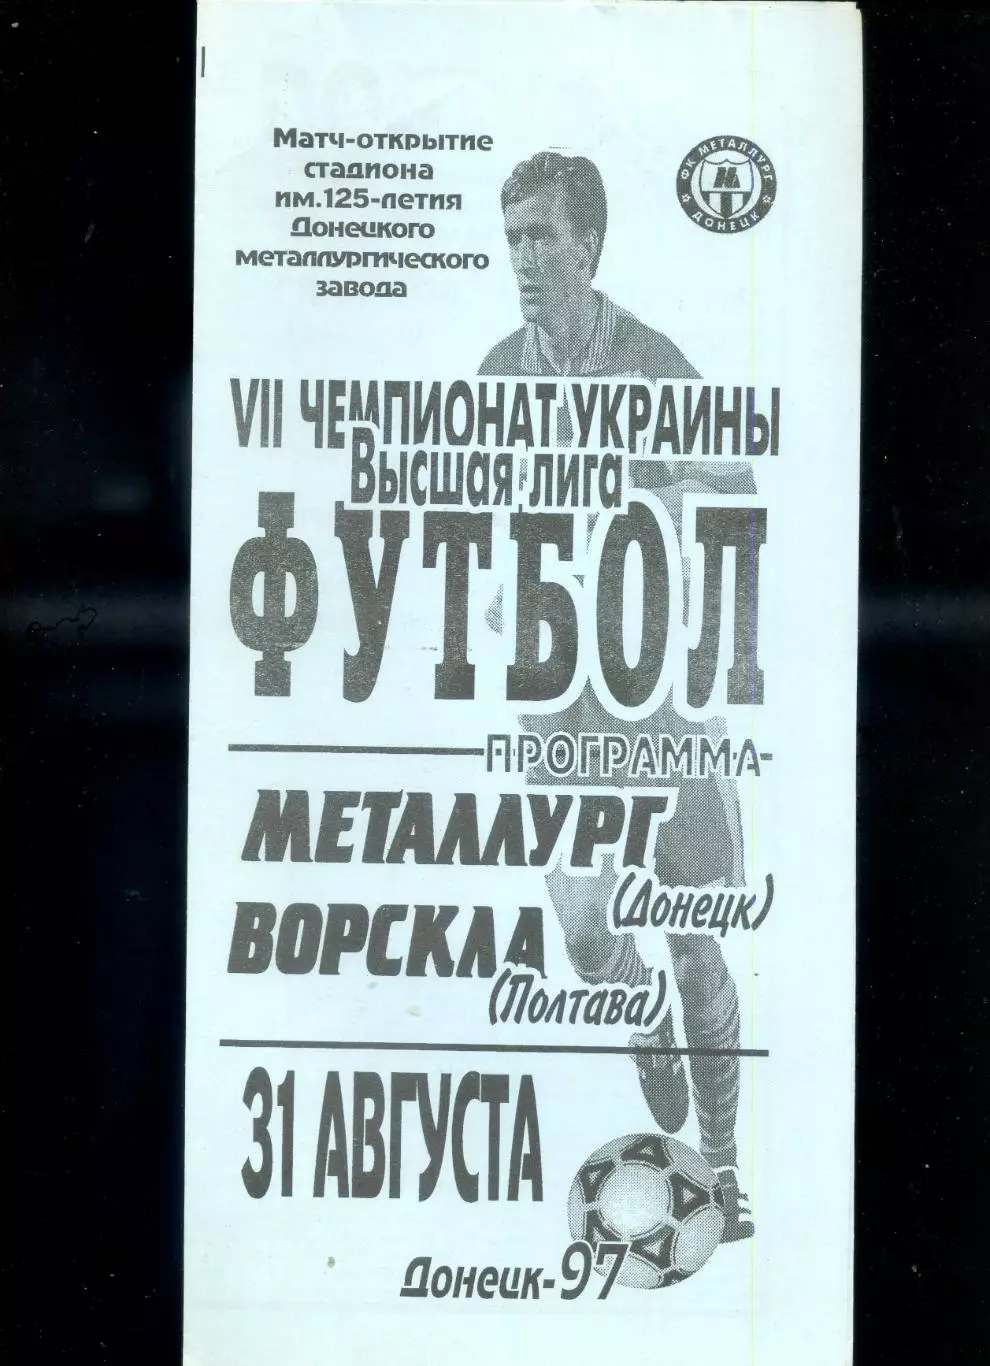 Матч-открытие
стадиона
им.125-летия
Донецкого
металлургического
завода
ФК МЕТАЛЛУРГ
ДОНЕЦК
VII ЧЕМПИОНАТ УКРАИНЫ
Высшая лига
ФУТБОЛ
ПРОГРАММА
МЕТАЛЛУРГ
(Донецк)
ВОРСКЛА
(Полтава)
31 АВГУСТА
Донецк-97